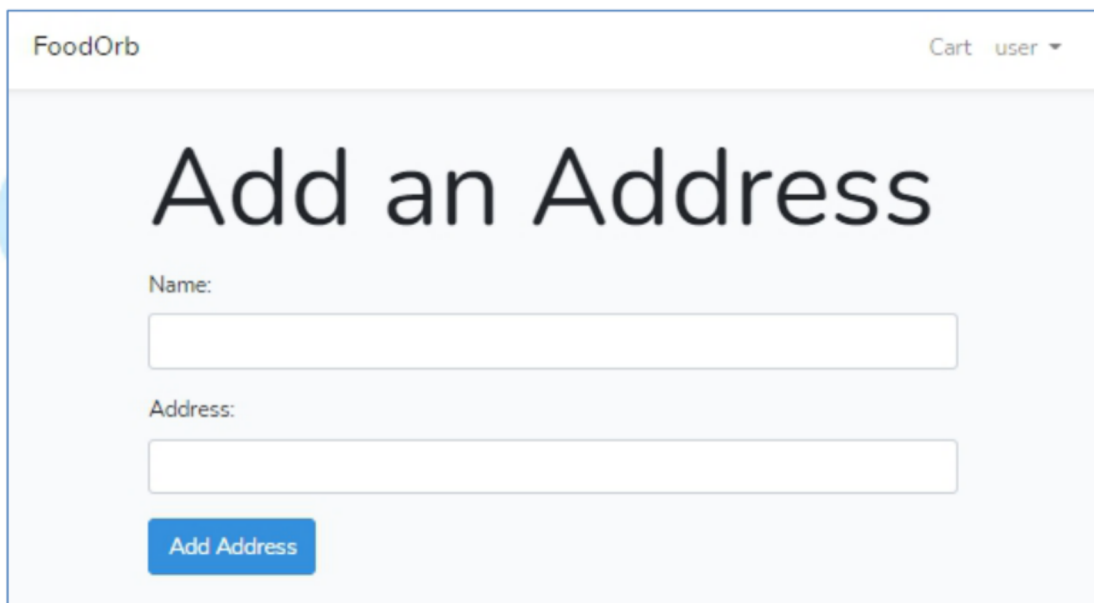 FoodOrb Cart user
Add an Address
Name:
Address:
Add Address